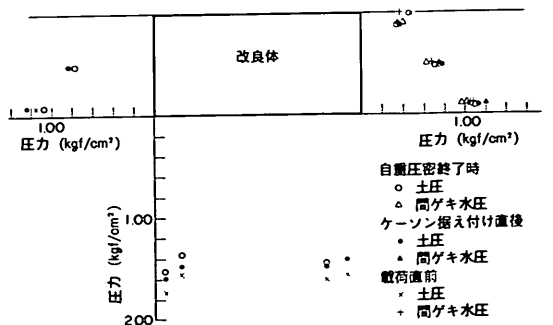 改良体
1.00
圧力 (kgf/cm²)
1.00
圧力 (kgf/cm²)
自重圧密終了時
○ 土圧
△ 間ゲキ水圧
ケーソン据え付け直後
• 土圧
▲ 間ゲキ水圧
載荷直前
× 土圧
+ 間ゲキ水圧
1.00
圧力 (kgf/cm²)
2.00